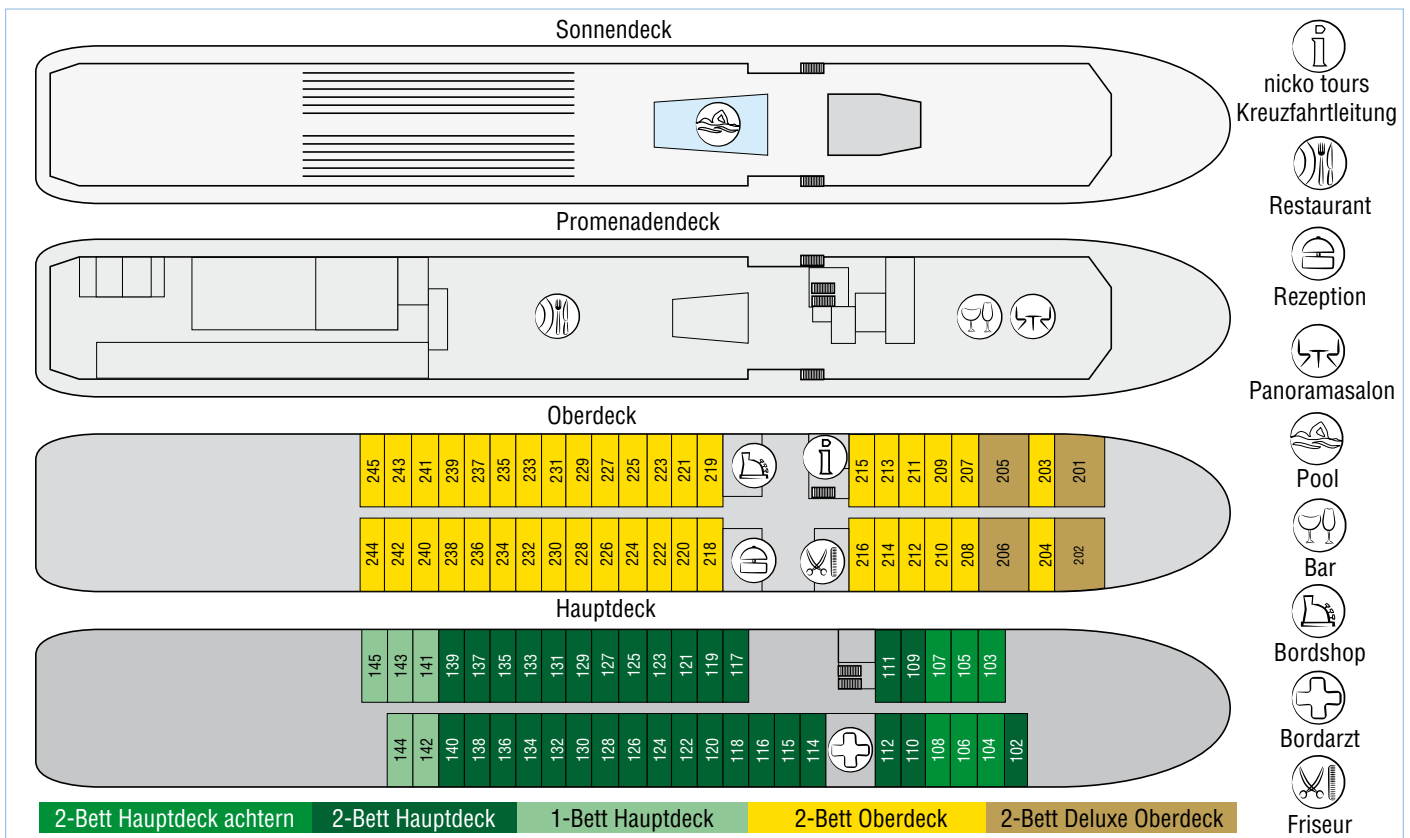 Sonnendeck
Promenadendeck
Oberdeck
245 243 241 239 237 235 233 231 229 227 225 223 221 219 215 213 211 209 207 205 203 201
244 242 240 238 236 234 232 230 228 226 224 222 220 218 216 214 212 210 208 206 204 202
Hauptdeck
145 143 141 139 137 135 133 131 129 127 125 123 121 119 117 111 109 107 105 103
144 142 140 138 136 134 132 130 128 126 124 122 120 118 116 115 114 112 110 108 106 104 102
2-Bett Hauptdeck achtern
2-Bett Hauptdeck
1-Bett Hauptdeck
2-Bett Oberdeck
2-Bett Deluxe Oberdeck
nicko tours
Kreuzfahrtleitung
Restaurant
Rezeption
Panoramasalon
Pool
Bar
Bordshop
Bordarzt
Friseur